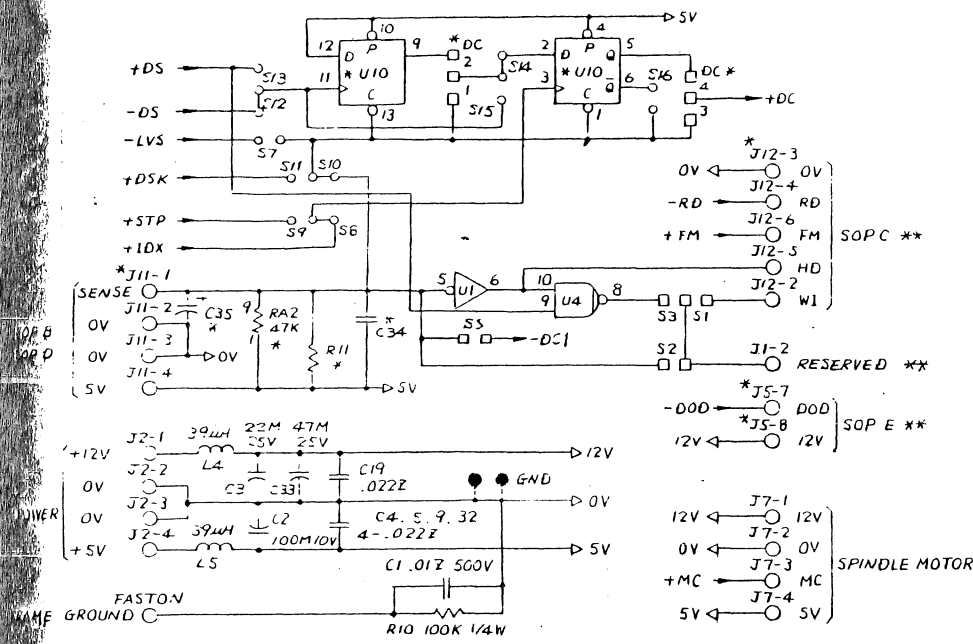 5V
10 4
12 D P 9 * DC 2 D P Q 5
+DS S13 11 * U10 2 S14 3 * U10 Q 6 S16 DC *
S12 C 1 S15 C 4 +DC
-DS 13 1 3
-LVS S7
+DSK S11 S10
+STP S9 S8
+IDX
* J12-3
0V 0V
J12-4
-RD RD
J12-6
+FM FM SOP C **
J12-5
HD
J12-2
WI
* J11-1
SENSE
J11-2
0V
J11-3
0V 0V
J11-4
5V 5V
C35 *
9 RA2 47K * 1
R11 *
* C34
5 U1 6 10 U4 8
9
S5 -DC1
S3 S1
S2 J1-2
RESERVED **
* J5-7
-DOD DOD
* J5-8 SOP E **
12V 12V
J2-1 39μH 22M 47M
25V 25V
+12V L4 12V
J2-2 C3 C33 C19
.022Z
0V GND
J2-3 0V
0V C2 C4. 5. 9. 32
J2-4 39μH 100M10V 4-.022Z
+5V L5 5V
C1 .01Z 500V
FASTON
GROUND
R10 100K 1/4W
J7-1
12V 12V
J7-2
0V 0V
J7-3 SPINDLE MOTOR
+MC MC
J7-4
5V 5V